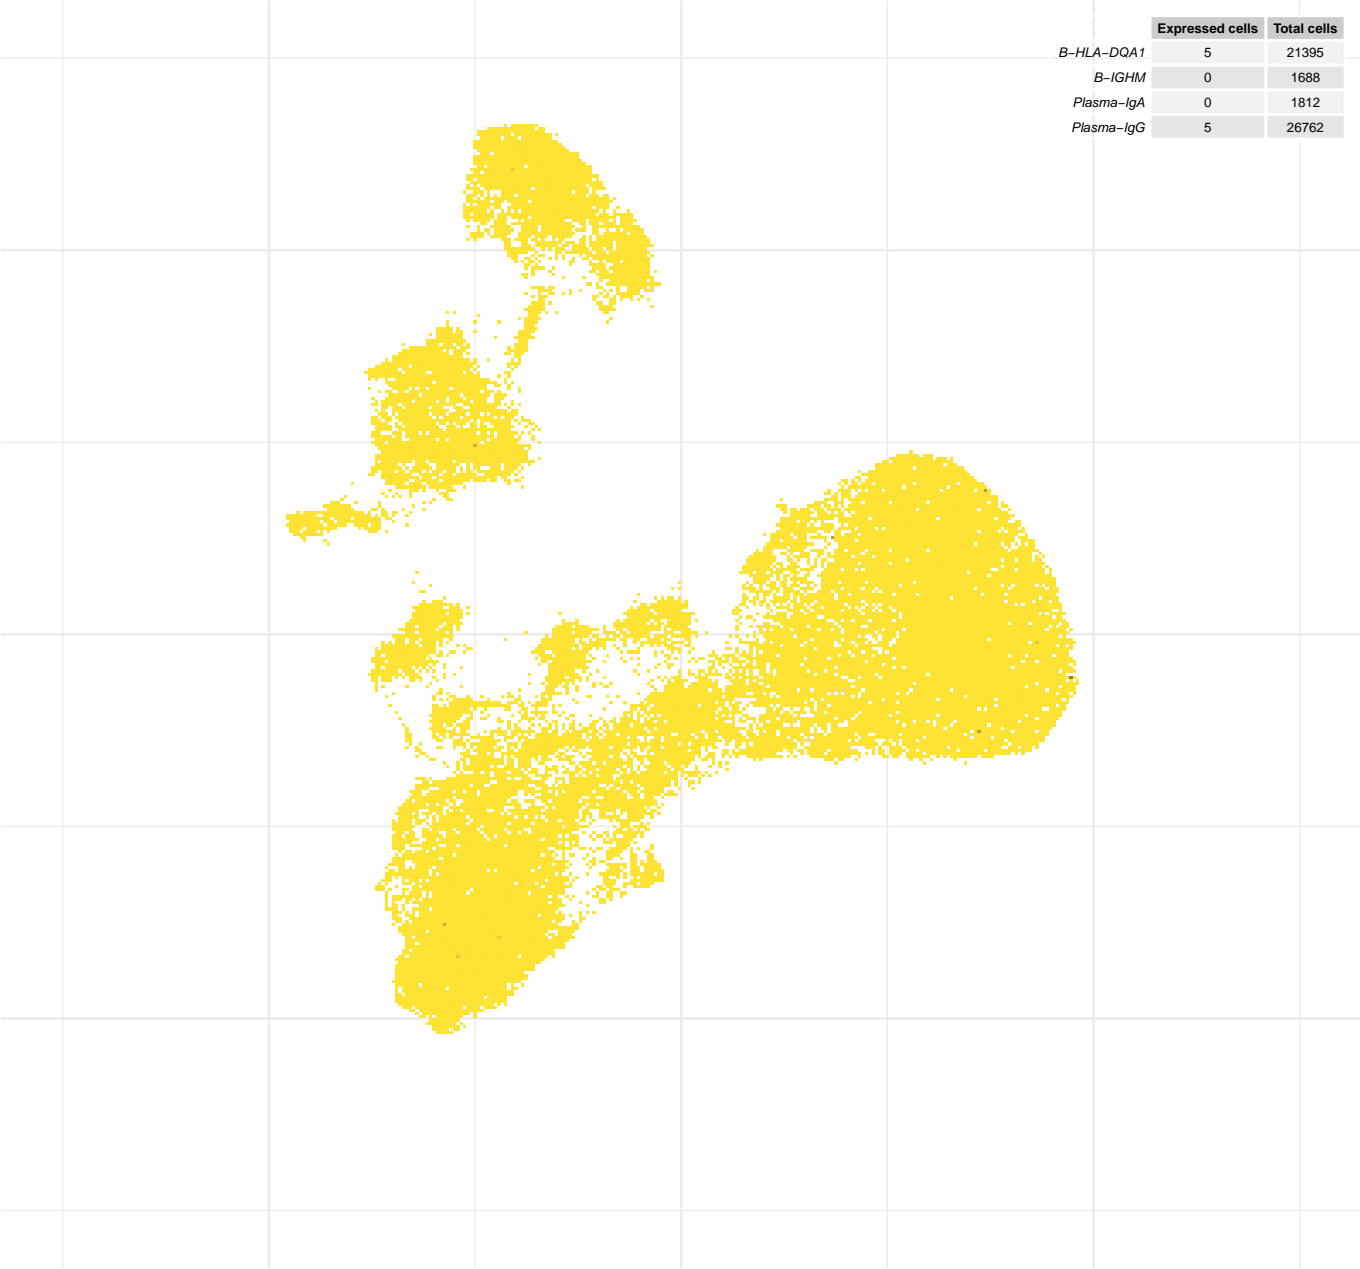 Expressed cells Total cells
B−HLA−DQA1 5 21395
B−IGHM 0 1688
Plasma−IgA 0 1812
Plasma−IgG 5 26762